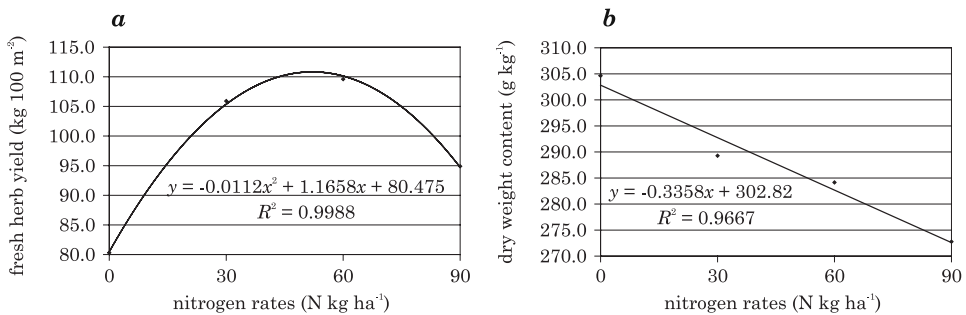 a
fresh herb yield (kg 100 m⁻²)
115.0
110.0
105.0
100.0
95.0
90.0
85.0
80.0
y = -0.0112x² + 1.1658x + 80.475
R² = 0.9988
0
30
60
90
nitrogen rates (N kg ha⁻¹)
b
dry weight content (g kg⁻¹)
310.0
305.0
300.0
295.0
290.0
285.0
280.0
275.0
270.0
y = -0.3358x + 302.82
R² = 0.9667
0
30
60
90
nitrogen rates (N kg ha⁻¹)